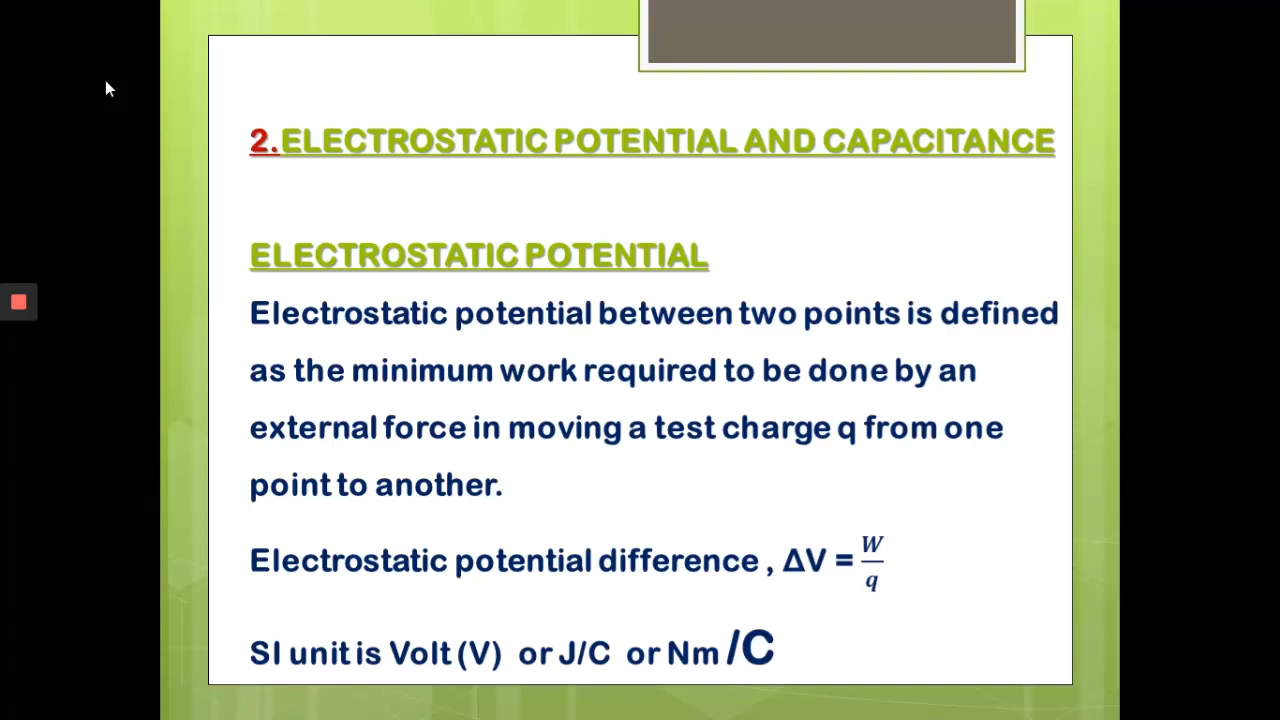 2.ELECTROSTATIC POTENTIAL AND CAPACITANCE
ELECTROSTATIC POTENTIAL
Electrostatic potential between two points is defined
as the minimum work required to be done by an
external force in moving a test charge q from one
point to another.
Electrostatic potential difference , ΔV = W/q
SI unit is Volt (V) or J/C or Nm /C